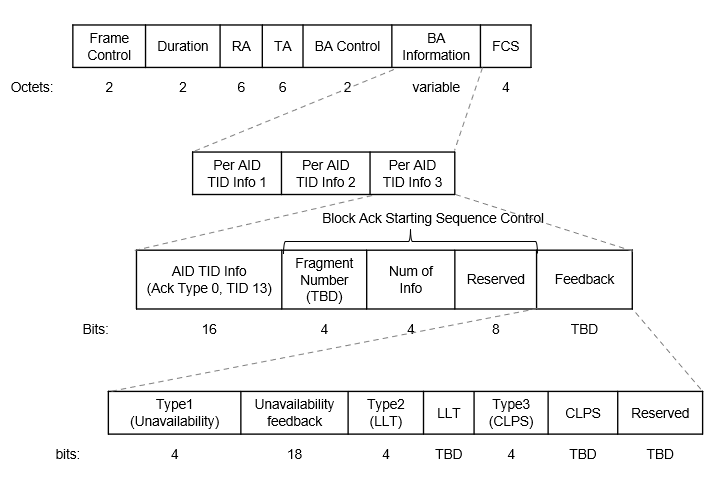 Frame Control
Duration
RA
TA
BA Control
BA Information
FCS
Octets: 2 2 6 6 2 variable 4
Per AID TID Info 1
Per AID TID Info 2
Per AID TID Info 3
Block Ack Starting Sequence Control
AID TID Info (Ack Type 0, TID 13)
Fragment Number (TBD)
Num of Info
Reserved
Feedback
Bits: 16 4 4 8 TBD
Type1 (Unavailability)
Unavailability feedback
Type2 (LLT)
LLT
Type3 (CLPS)
CLPS
Reserved
bits: 4 18 4 TBD 4 TBD TBD